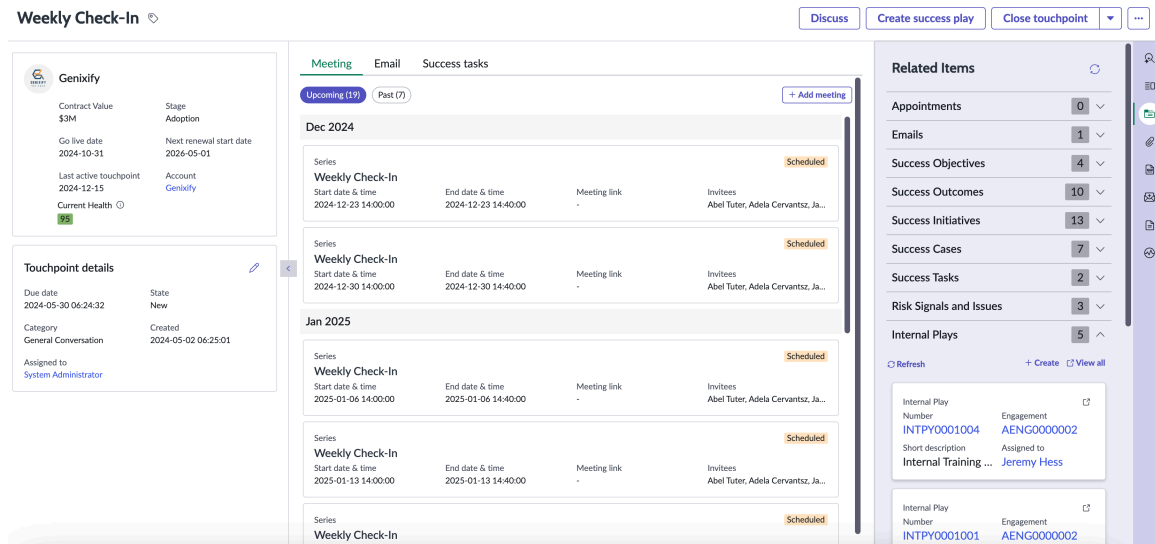 Weekly Check-In
Discuss
Create success play
Close touchpoint
Genixify
Contract Value
$3M
Stage
Adoption
Go live date
2024-10-31
Next renewal start date
2026-05-01
Last active touchpoint
2024-12-15
Account
Genixify
Current Health
95
Touchpoint details
Due date
2024-05-30 06:24:32
State
New
Category
General Conversation
Created
2024-05-02 06:25:01
Assigned to
System Administrator
Meeting
Email
Success tasks
Upcoming (19)
Past (7)
+ Add meeting
Dec 2024
Series
Scheduled
Weekly Check-In
Start date & time
2024-12-23 14:00:00
End date & time
2024-12-23 14:40:00
Meeting link
-
Invitees
Abel Tuter, Adela Cervantsz, Ja...
Series
Scheduled
Weekly Check-In
Start date & time
2024-12-30 14:00:00
End date & time
2024-12-30 14:40:00
Meeting link
-
Invitees
Abel Tuter, Adela Cervantsz, Ja...
Jan 2025
Series
Scheduled
Weekly Check-In
Start date & time
2025-01-06 14:00:00
End date & time
2025-01-06 14:40:00
Meeting link
-
Invitees
Abel Tuter, Adela Cervantsz, Ja...
Series
Scheduled
Weekly Check-In
Start date & time
2025-01-13 14:00:00
End date & time
2025-01-13 14:40:00
Meeting link
-
Invitees
Abel Tuter, Adela Cervantsz, Ja...
Series
Scheduled
Weekly Check-In
Related Items
Appointments 0
Emails 1
Success Objectives 4
Success Outcomes 10
Success Initiatives 13
Success Cases 7
Success Tasks 2
Risk Signals and Issues 3
Internal Plays 5
Refresh
+ Create
View all
Internal Play
Number
INTPY0001004
Engagement
AENG0000002
Short description
Internal Training ...
Assigned to
Jeremy Hess
Internal Play
Number
INTPY0001001
Engagement
AENG0000002